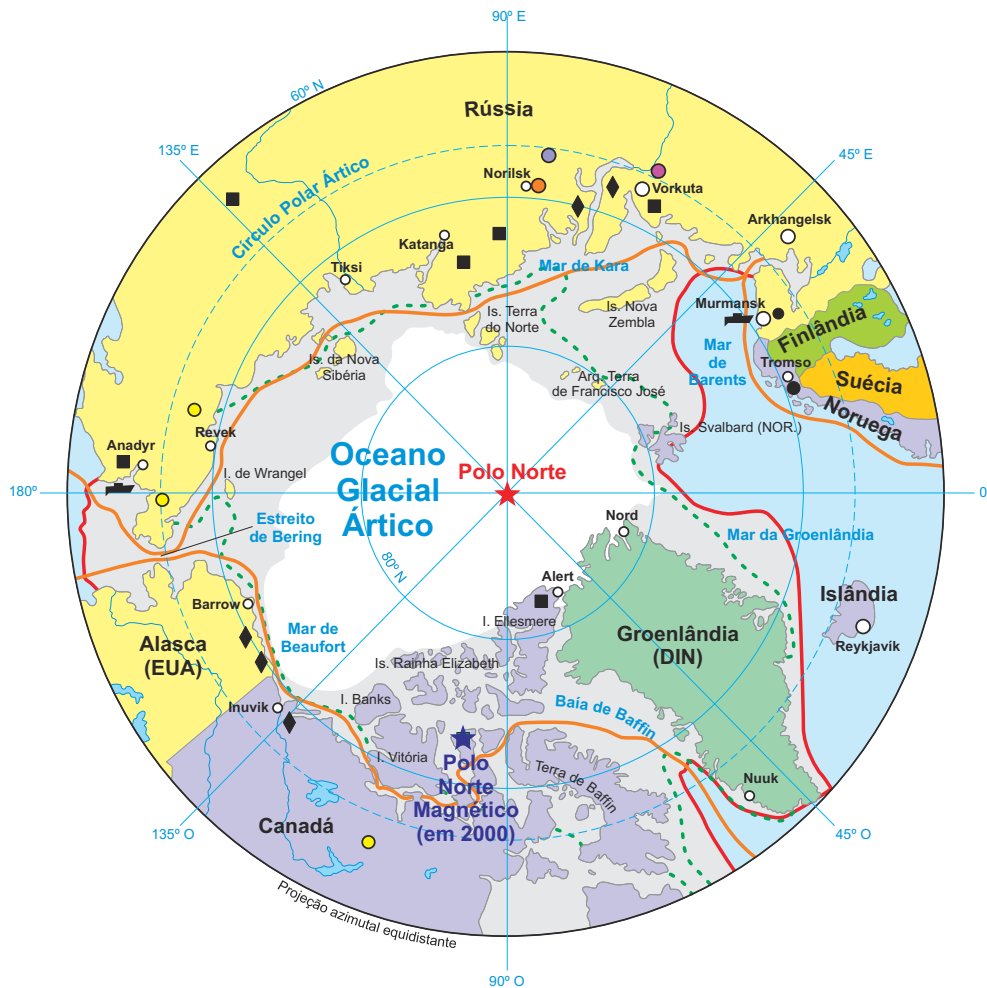 90º E
60º N
Rússia
135º E
45º E
Círculo Polar Ártico
Norilsk
Vorkuta
Arkhangelsk
Katanga
Tiksi
Mar de Kara
Is. Nova
Zembla
Murmansk
Is. Terra
do Norte
Finlândia
Is. da Nova
Sibéria
Mar
de
Barents
Tromso
Arq. Terra
de Francisco José
Suécia
Noruega
Is. Svalbard (NOR.)
Revek
Anadyr
Oceano
Glacial
Ártico
Polo Norte
I. de Wrangel
180º
0
Estreito
de Bering
Nord
Mar da Groenlândia
80º N
Alert
Barrow
I. Ellesmere
Islândia
Reykjavík
Alasca
(EUA)
Mar de
Beaufort
Groenlândia
(DIN)
Is. Rainha Elizabeth
I. Banks
Inuvik
Baía de Baffin
I. Vitória
Polo
Norte
Magnético
(em 2000)
Terra de Baffin
Nuuk
Canadá
135º O
45º O
Projeção azimutal equidistante
90º O